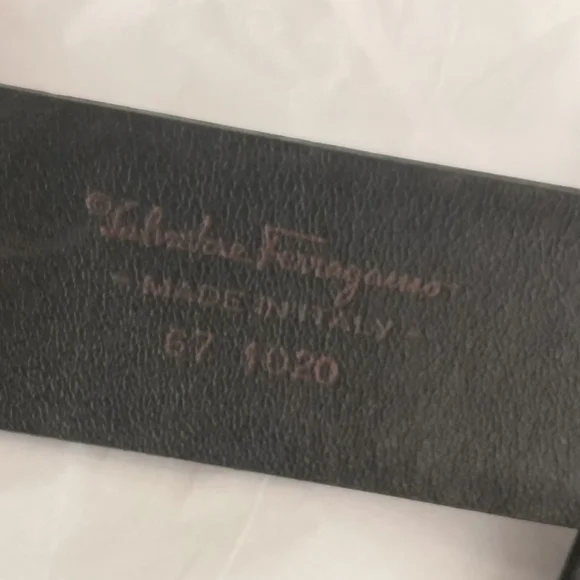 Salvatore Ferragamo
- MADE IN ITALY -
67 1020